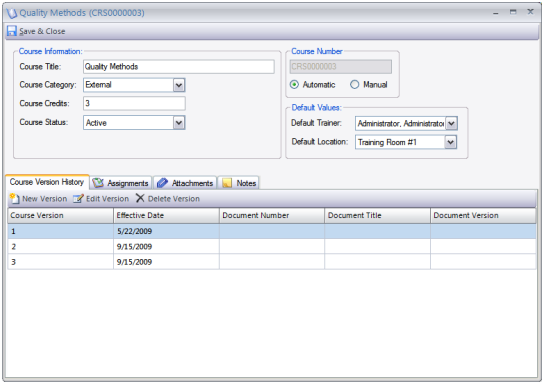 Quality Methods (CRS0000003)
Save & Close
Course Information:
Course Title: Quality Methods
Course Category: External
Course Credits: 3
Course Status: Active
Course Number
CRS0000003
Automatic Manual
Default Values:
Default Trainer: Administrator, Administrator
Default Location: Training Room #1
Course Version History Assignments Attachments Notes
New Version Edit Version Delete Version
Course Version Effective Date Document Number Document Title Document Version
1 5/22/2009
2 9/15/2009
3 9/15/2009